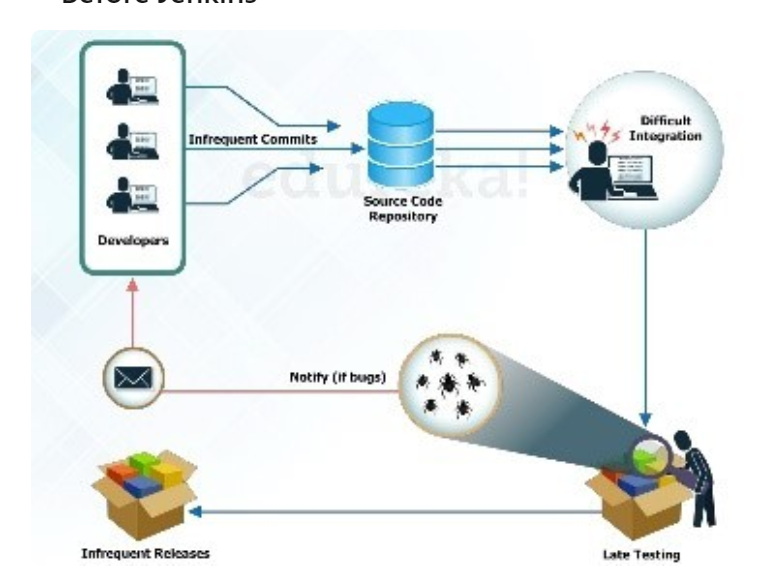 Before Jenkins
Infrequent Commits
Difficult
Integration
edureka!
Source Code
Repository
Developers
Notify (if bugs)
Infrequent Releases
Late Testing